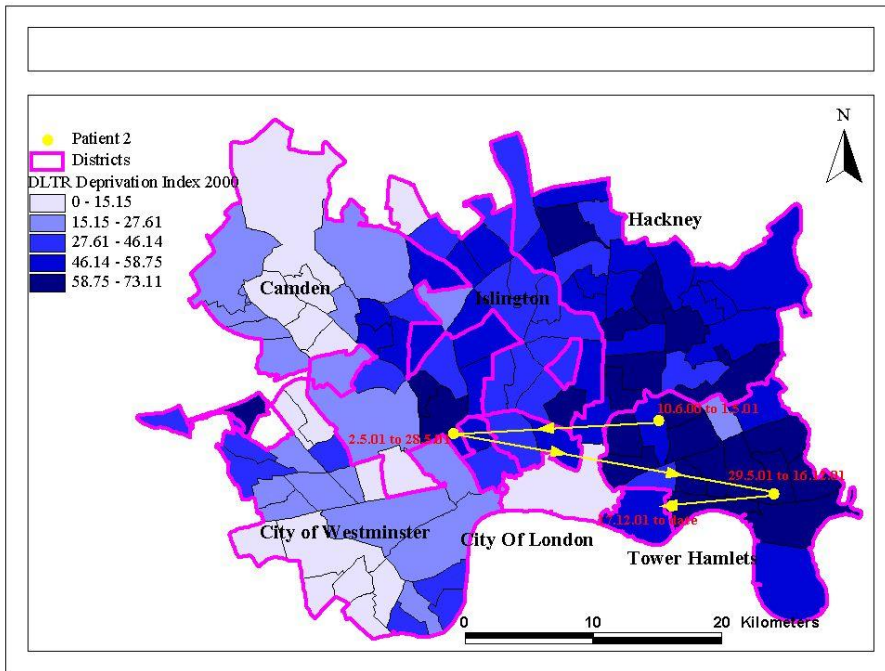 N
Patient 2
Districts
DLTR Deprivation Index 2000
0 - 15.15
15.15 - 27.61
27.61 - 46.14
46.14 - 58.75
58.75 - 73.11
Hackney
Camden
Islington
10.6.00 to 1.5.01
2.5.01 to 28.5.01
29.5.01 to 16.12.01
17.12.01 to date
City of Westminster
City Of London
Tower Hamlets
0 10 20 Kilometers